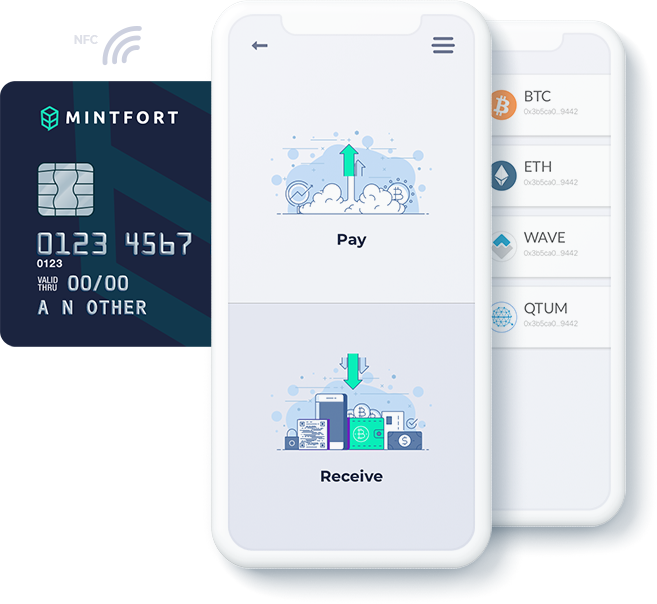 NFC
MINTFORT
0123 4567
0123
VALID
THRU 00/00
A N OTHER
Pay
Receive
BTC
0x3b5ca0..9442
ETH
0x3b5ca0..9442
WAVE
0x3b5ca0..9442
QTUM
0x3b5ca0..9442